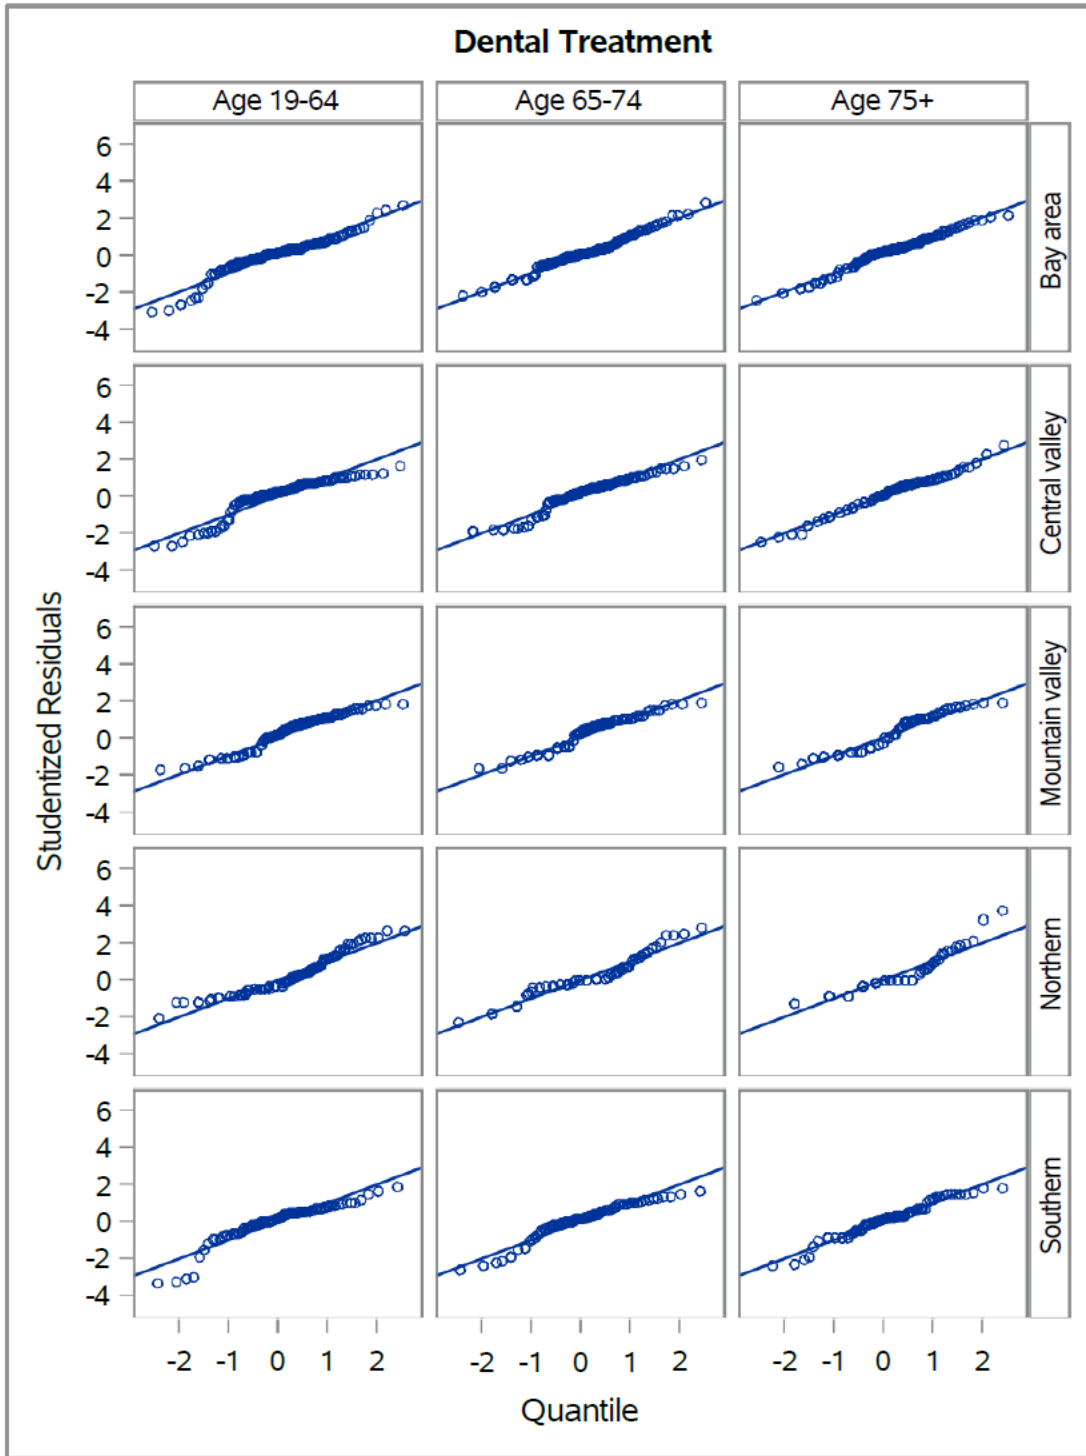 Dental Treatment
Age 19-64
Age 65-74
Age 75+
6
4
2
0
-2
-4
Bay area
6
4
2
0
-2
-4
Central valley
6
4
2
0
-2
-4
Mountain valley
6
4
2
0
-2
-4
Northern
6
4
2
0
-2
-4
Southern
Studentized Residuals
-2 -1 0 1 2
-2 -1 0 1 2
-2 -1 0 1 2
Quantile